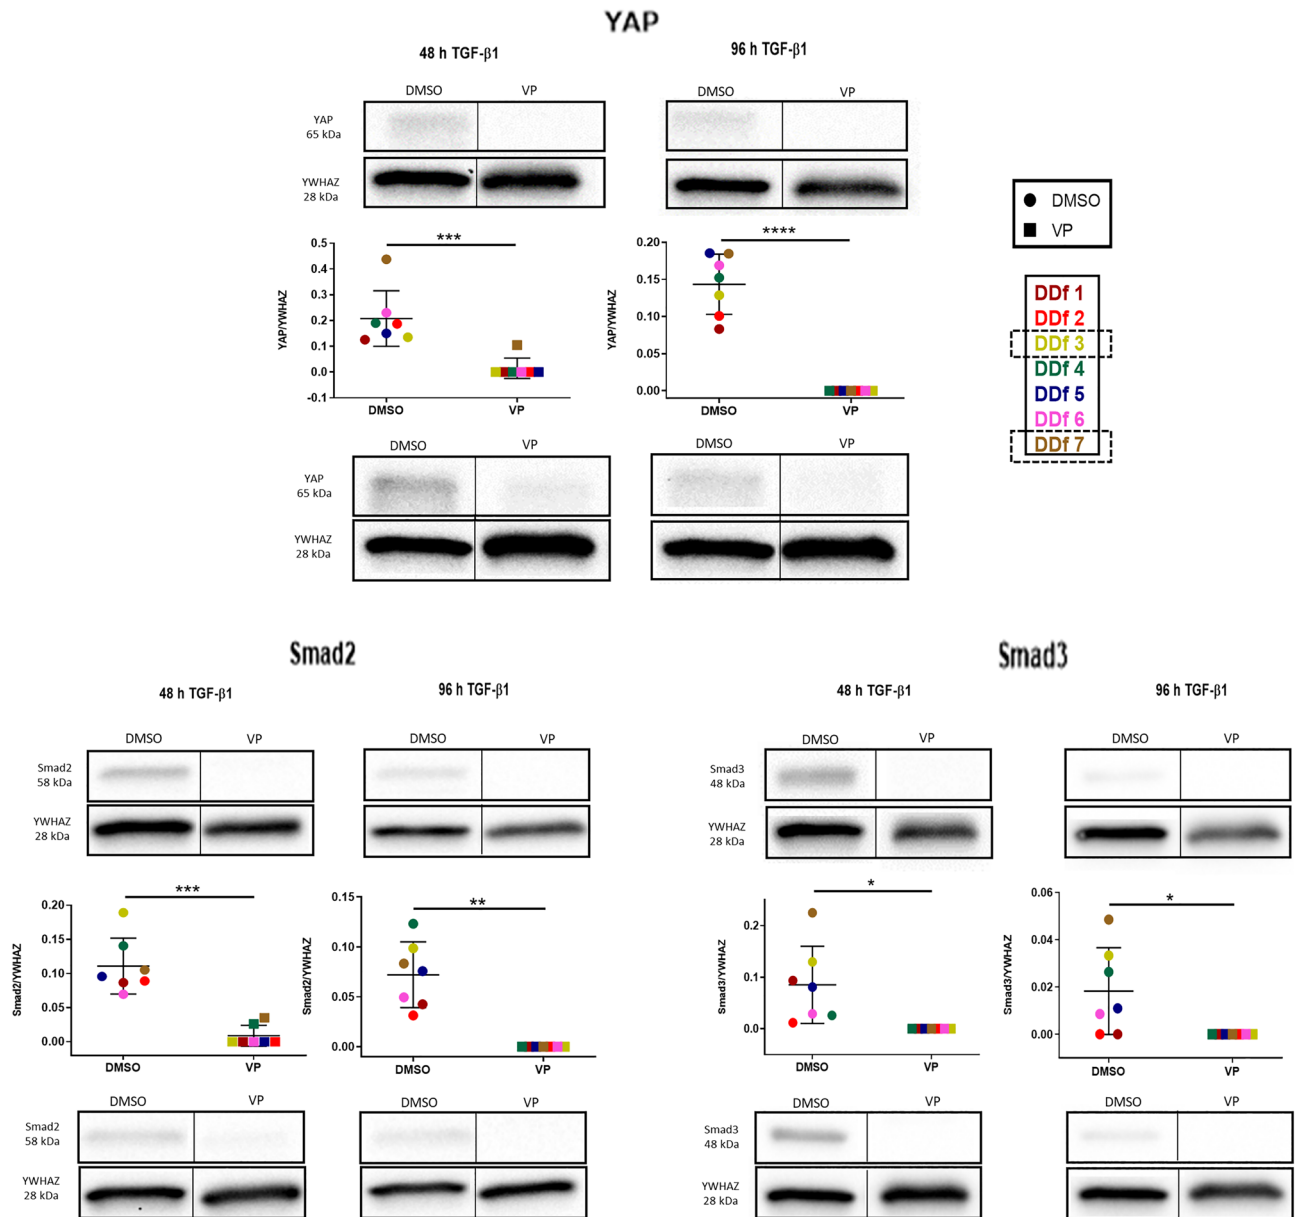 YAP
48 h TGF-β1
96 h TGF-β1
DMSO VP
DMSO VP
YAP
65 kDa
YWHAZ
28 kDa
DMSO
VP
***
****
YAP/YWHAZ
0.5
0.4
0.3
0.2
0.1
0.0
-0.1
DMSO VP
YAP/YWHAZ
0.20
0.15
0.10
0.05
0.00
DMSO VP
DDf 1
DDf 2
DDf 3
DDf 4
DDf 5
DDf 6
DDf 7
DMSO VP
DMSO VP
YAP
65 kDa
YWHAZ
28 kDa
Smad2
48 h TGF-β1
96 h TGF-β1
DMSO VP
DMSO VP
Smad2
58 kDa
YWHAZ
28 kDa
***
**
Smad2/YWHAZ
0.20
0.15
0.10
0.05
0.00
DMSO VP
Smad2/YWHAZ
0.15
0.10
0.05
0.00
DMSO VP
DMSO VP
DMSO VP
Smad2
58 kDa
YWHAZ
28 kDa
Smad3
48 h TGF-β1
96 h TGF-β1
DMSO VP
DMSO VP
Smad3
48 kDa
YWHAZ
28 kDa
*
*
Smad3/YWHAZ
0.2
0.1
0.0
DMSO VP
Smad3/YWHAZ
0.06
0.04
0.02
0.00
DMSO VP
DMSO VP
DMSO VP
Smad3
48 kDa
YWHAZ
28 kDa